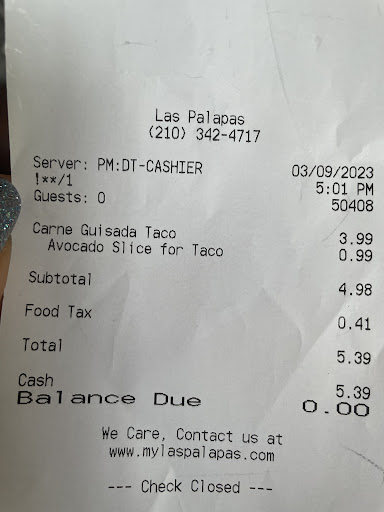 Las Palapas
(210) 342-4717
Server: PM:DT-CASHIER 03/09/2023
!**/1 5:01 PM
Guests: 0 50408
Carne Guisada Taco 3.99
Avocado Slice for Taco 0.99
Subtotal 4.98
Food Tax 0.41
Total 5.39
Cash 5.39
Balance Due 0.00
We Care, Contact us at
www.mylaspalapas.com
--- Check Closed ---